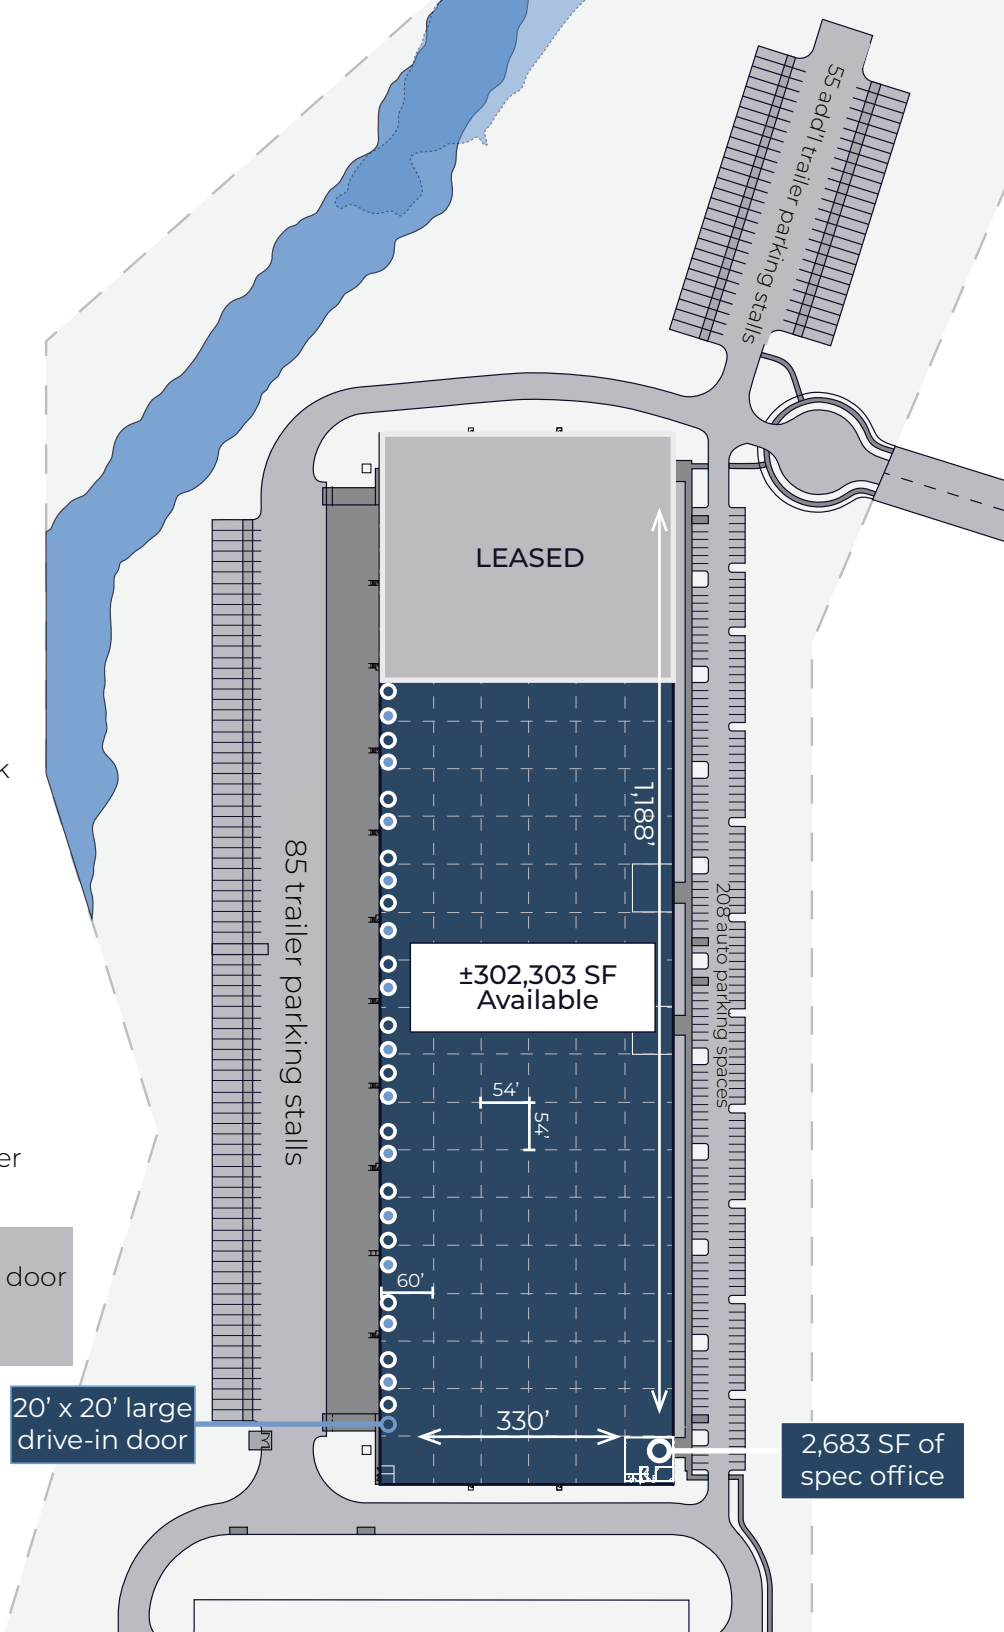 55 add'l trailer parking stalls
LEASED
k
1,188'
85 trailer parking stalls
208 auto parking spaces
±302,303 SF
Available
54'
54'
er
door
60'
20' x 20' large
drive-in door
330'
2,683 SF of
spec office